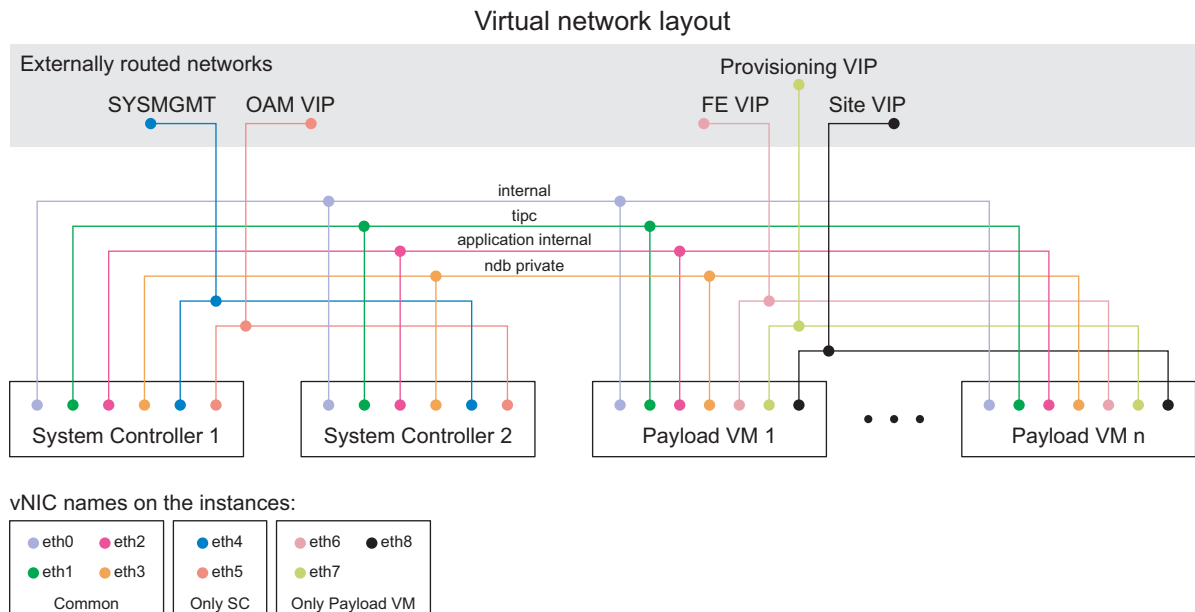 Virtual network layout
Externally routed networks
Provisioning VIP
SYSMGMT OAM VIP FE VIP Site VIP
internal
tipc
application internal
ndb private
System Controller 1 System Controller 2 Payload VM 1 Payload VM n
vNIC names on the instances:
eth0 eth2 eth4 eth6 eth8
eth1 eth3 eth5 eth7
Common Only SC Only Payload VM